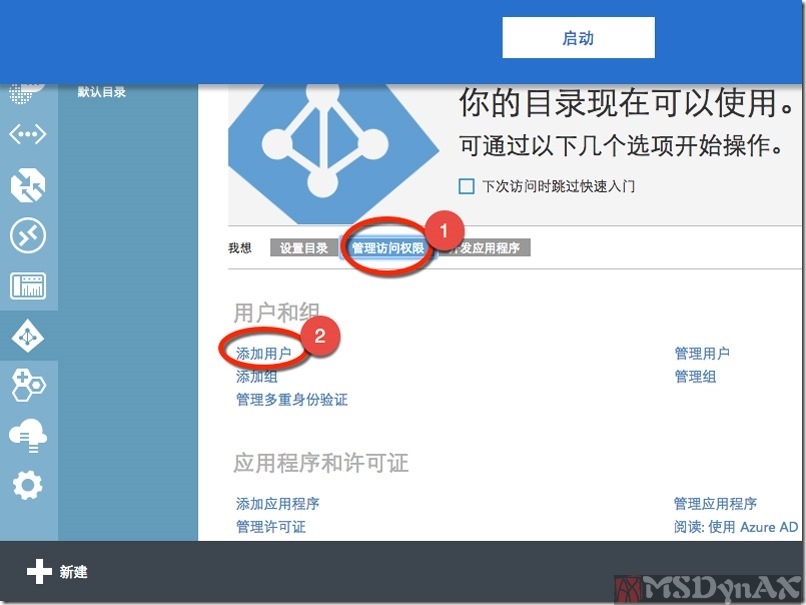 启动
默认目录
你的目录现在可以使用。
可通过以下几个选项开始操作。
下次访问时跳过快速入门
我想 设置目录 管理访问权限 开发应用程序
1
用户和组
2
添加用户 管理用户
添加组 管理组
管理多重身份验证
应用程序和许可证
添加应用程序 管理应用程序
管理许可证 阅读: 使用 Azure AD
新建
MSDynAX